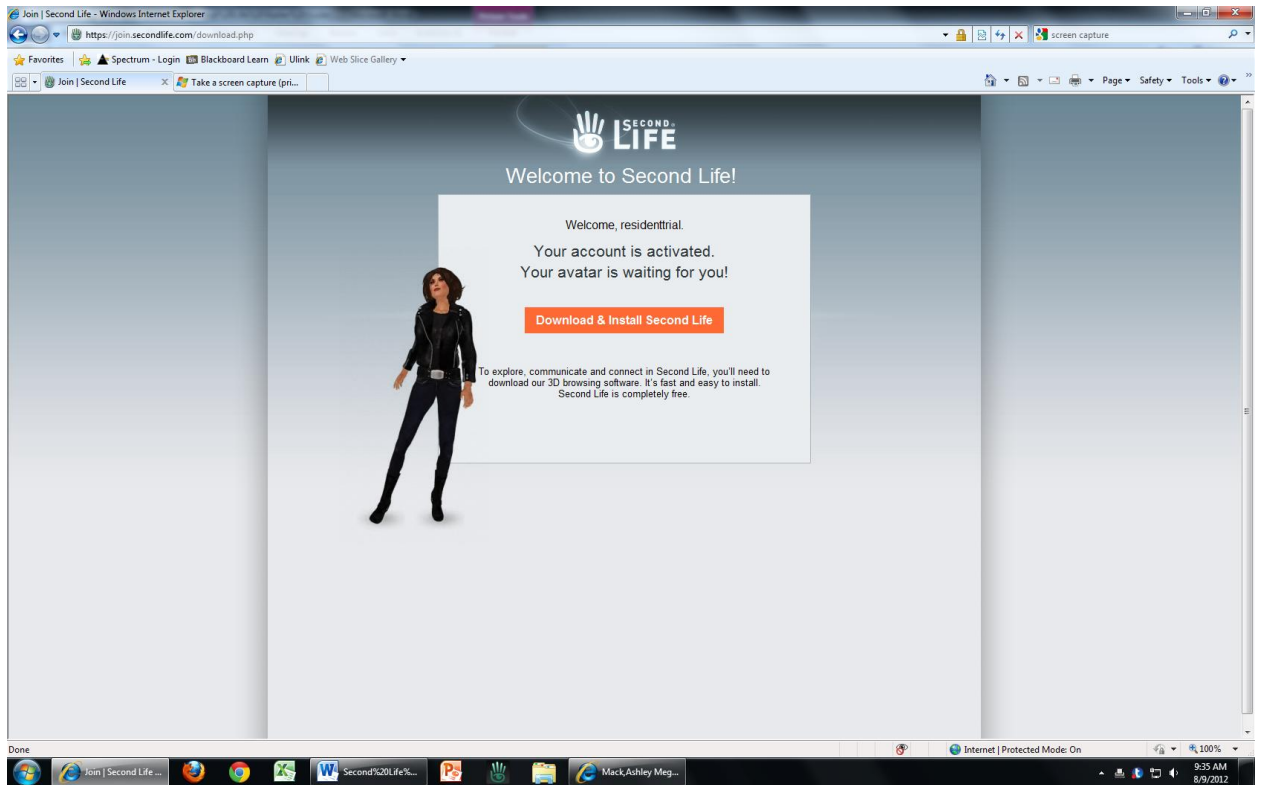 Join | Second Life - Windows Internet Explorer
https://join.secondlife.com/download.php
screen capture
Favorites
Spectrum - Login
Blackboard Learn
Ulink
Web Slice Gallery
Join | Second Life
Take a screen capture (pri...
Page
Safety
Tools
SECOND
LIFE
Welcome to Second Life!
Welcome, residenttrial.
Your account is activated.
Your avatar is waiting for you!
Download & Install Second Life
To explore, communicate and connect in Second Life, you'll need to
download our 3D browsing software. It's fast and easy to install.
Second Life is completely free.
Done
Internet | Protected Mode: On
100%
Join | Second Life ...
Second%20Life%...
Mack,Ashley Meg...
9:35 AM
8/9/2012